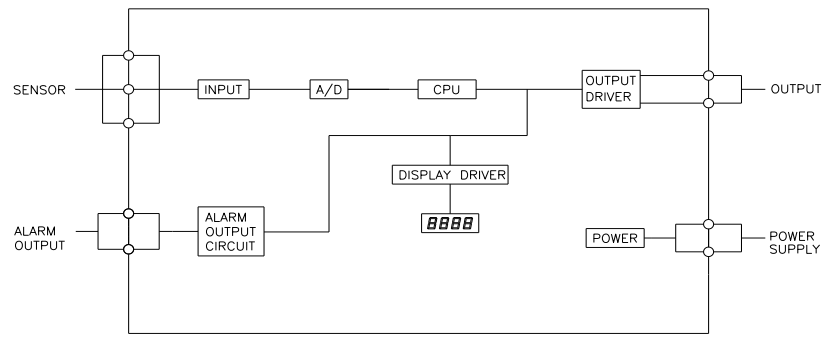 SENSOR
INPUT
A/D
CPU
OUTPUT
DRIVER
OUTPUT
DISPLAY DRIVER
8888
ALARM
OUTPUT
ALARM
OUTPUT
CIRCUIT
POWER
POWER
SUPPLY